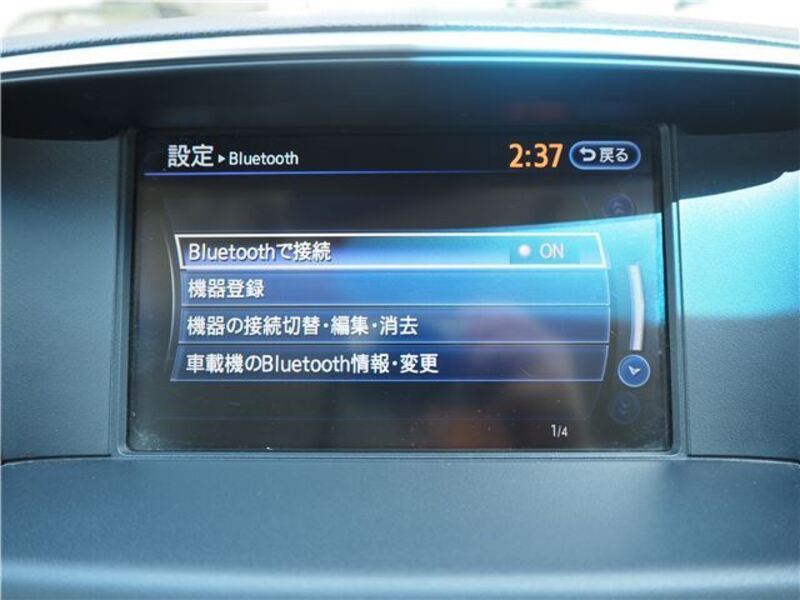 設定▶Bluetooth 2:37 戻る
Bluetoothで接続 ON
機器登録
機器の接続切替・編集・消去
車載機のBluetooth情報・変更
1/4